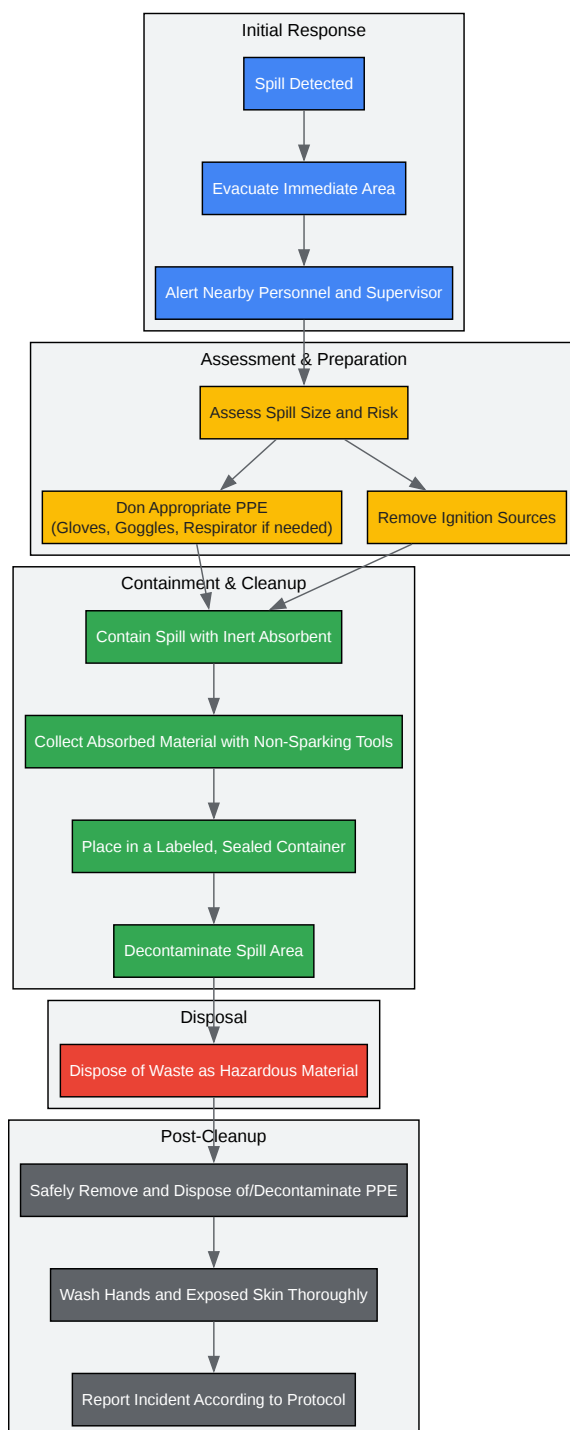 Initial Response
Spill Detected
Evacuate Immediate Area
Alert Nearby Personnel and Supervisor
Assessment & Preparation
Assess Spill Size and Risk
Don Appropriate PPE
(Gloves, Goggles, Respirator if needed)
Remove Ignition Sources
Containment & Cleanup
Contain Spill with Inert Absorbent
Collect Absorbed Material with Non-Sparking Tools
Place in a Labeled, Sealed Container
Decontaminate Spill Area
Disposal
Dispose of Waste as Hazardous Material
Post-Cleanup
Safely Remove and Dispose of/Decontaminate PPE
Wash Hands and Exposed Skin Thoroughly
Report Incident According to Protocol